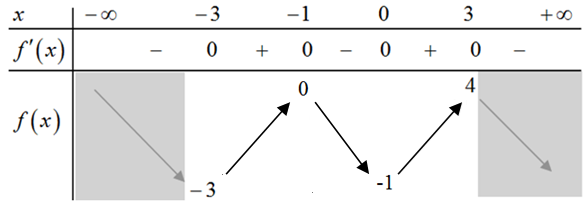 x −∞ −3 −1 0 3 +∞
f′(x) − 0 + 0 − 0 + 0 −
0 4
f(x)
−3 -1